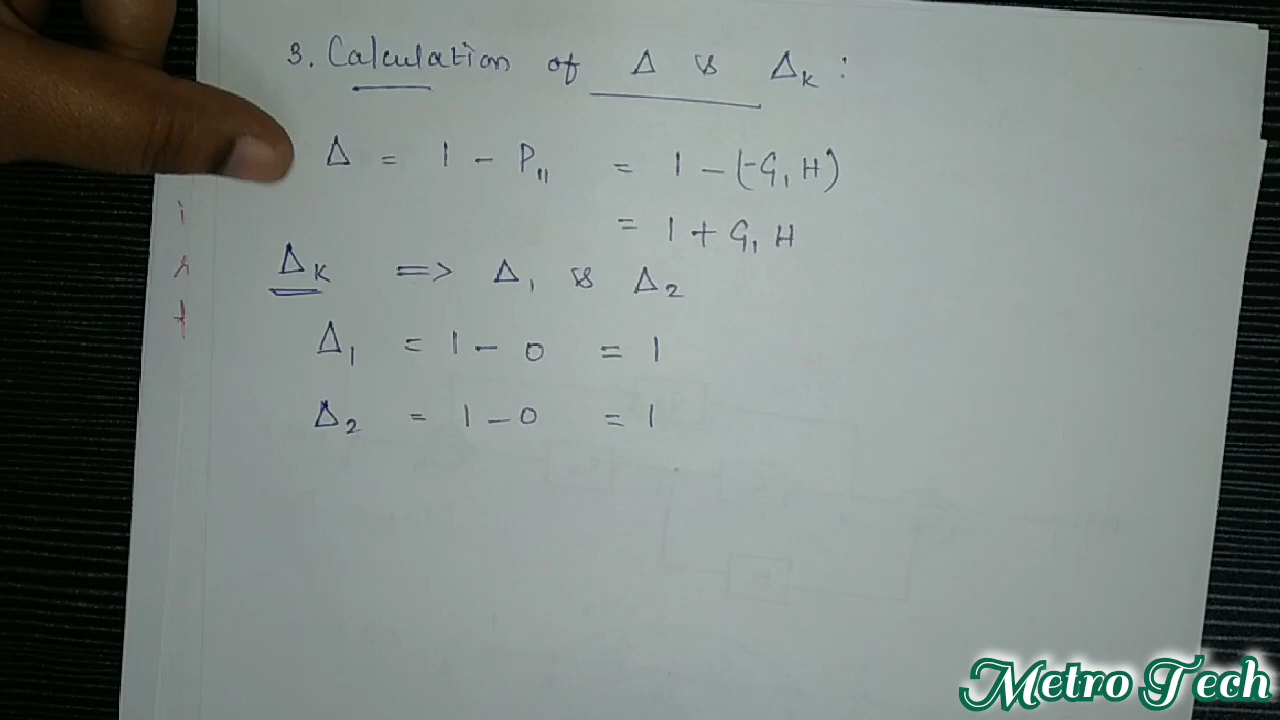 3. Calculation of Δ & ΔK :
Δ = 1 - P11 = 1 - (-G1 H)
= 1 + G1 H
ΔK => Δ1 & Δ2
Δ1 = 1 - 0 = 1
Δ2 = 1 - 0 = 1
Metro Tech